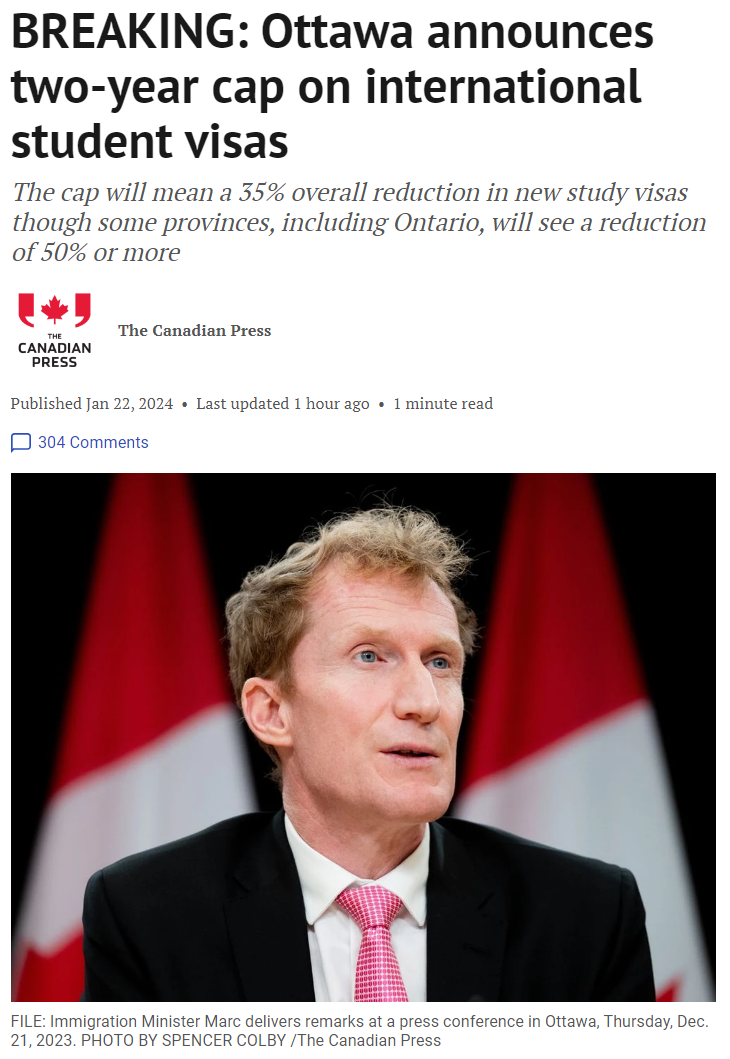 BREAKING: Ottawa announces
two-year cap on international
student visas
The cap will mean a 35% overall reduction in new study visas
though some provinces, including Ontario, will see a reduction
of 50% or more
THE
CANADIAN
PRESS
The Canadian Press
Published Jan 22, 2024 • Last updated 1 hour ago • 1 minute read
304 Comments
FILE: Immigration Minister Marc delivers remarks at a press conference in Ottawa, Thursday, Dec.
21, 2023. PHOTO BY SPENCER COLBY /The Canadian Press